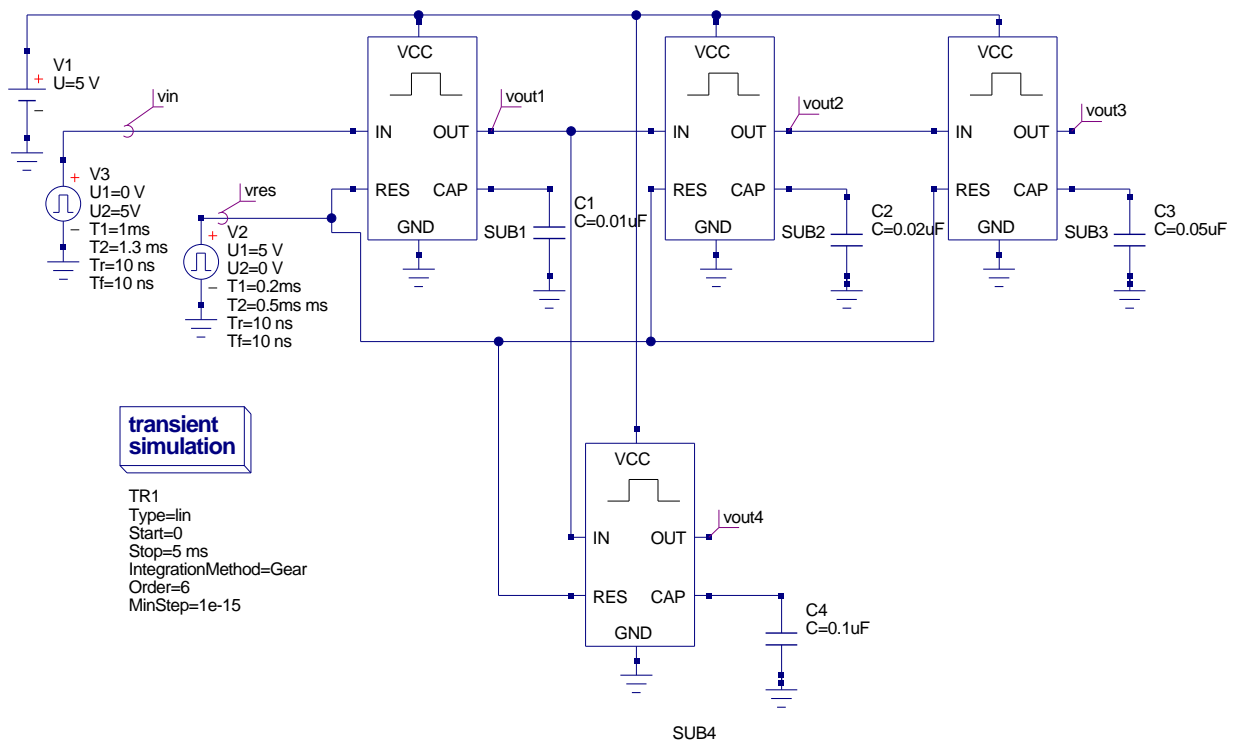 V1
U=5 V
vin
V3
U1=0 V
U2=5V
T1=1ms
T2=1.3 ms
Tr=10 ns
Tf=10 ns
vres
V2
U1=5 V
U2=0 V
T1=0.2ms
T2=0.5ms ms
Tr=10 ns
Tf=10 ns
VCC
IN OUT
RES CAP
GND
SUB1
vout1
C1
C=0.01uF
VCC
IN OUT
RES CAP
GND
SUB2
vout2
C2
C=0.02uF
VCC
IN OUT
RES CAP
GND
SUB3
vout3
C3
C=0.05uF
transient
simulation
TR1
Type=lin
Start=0
Stop=5 ms
IntegrationMethod=Gear
Order=6
MinStep=1e-15
VCC
IN OUT
RES CAP
GND
vout4
C4
C=0.1uF
SUB4
+
−
+
−
+
−